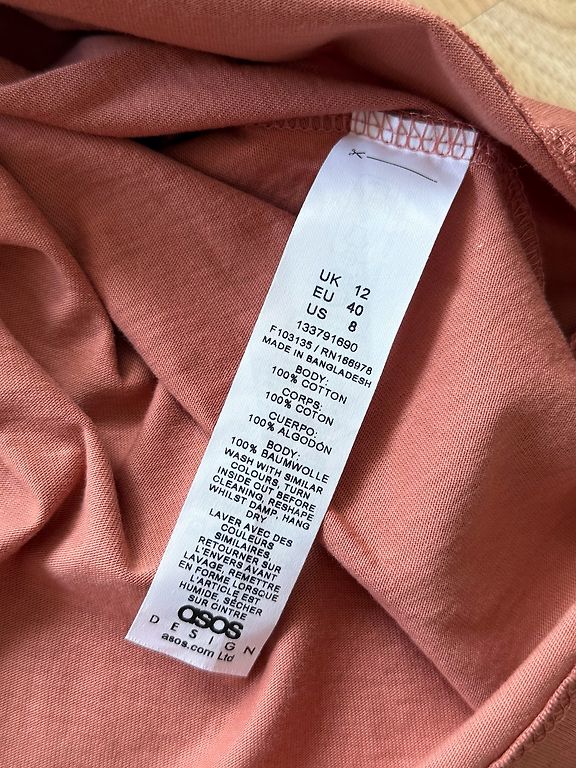 UK 12
EU 40
US 8
133791690
F103135 / RN166978
MADE IN BANGLADESH
BODY:
100% COTTON
CORPS:
100% COTON
CUERPO:
100% ALGODÓN
BODY:
100% BAUMWOLLE
WASH WITH SIMILAR
COLOURS, TURN
INSIDE OUT BEFORE
CLEANING, RESHAPE
WHILST DAMP, HANG
DRY
LAVER AVEC DES
COULEURS
SIMILAIRES,
RETOURNER SUR
L'ENVERS AVANT
LAVAGE, REMETTRE
EN FORME LORSQUE
L'ARTICLE EST
HUMIDE, SÉCHER
SUR CINTRE
asos
DESIGN
asos.com Ltd